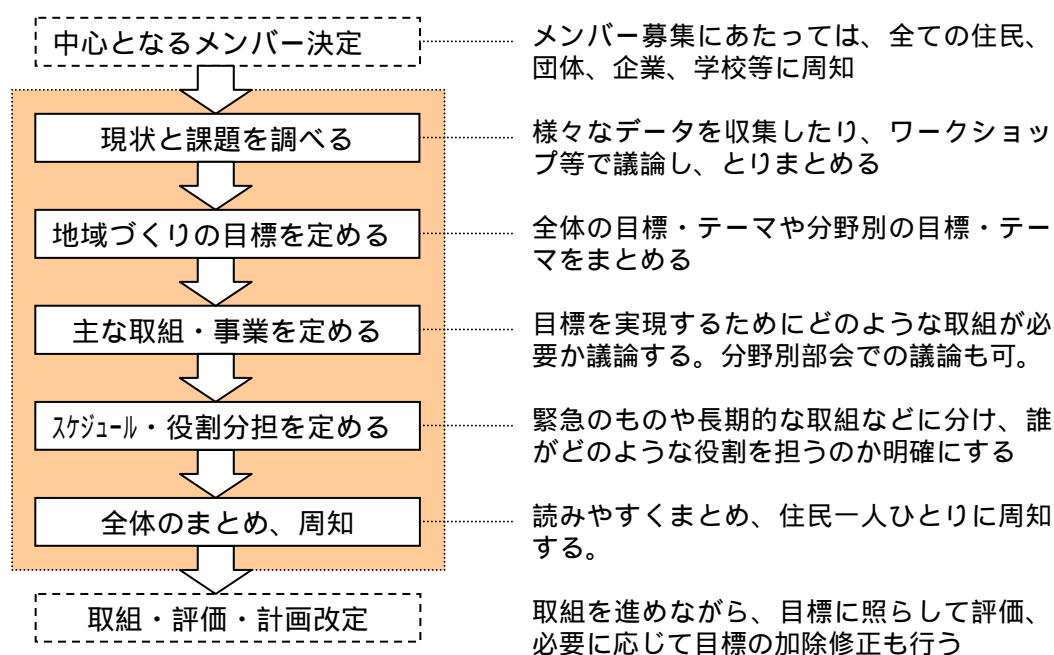 中心となるメンバー決定
メンバー募集にあたっては、全ての住民、
団体、企業、学校等に周知
現状と課題を調べる
様々なデータを収集したり、ワークショッ
プ等で議論し、とりまとめる
地域づくりの目標を定める
全体の目標・テーマや分野別の目標・テー
マをまとめる
主な取組・事業を定める
目標を実現するためにどのような取組が必
要か議論する。分野別部会での議論も可。
ｽｹｼﾞｭｰﾙ・役割分担を定める
緊急のものや長期的な取組などに分け、誰
がどのような役割を担うのか明確にする
全体のまとめ、周知
読みやすくまとめ、住民一人ひとりに周知
する。
取組・評価・計画改定
取組を進めながら、目標に照らして評価、
必要に応じて目標の加除修正も行う